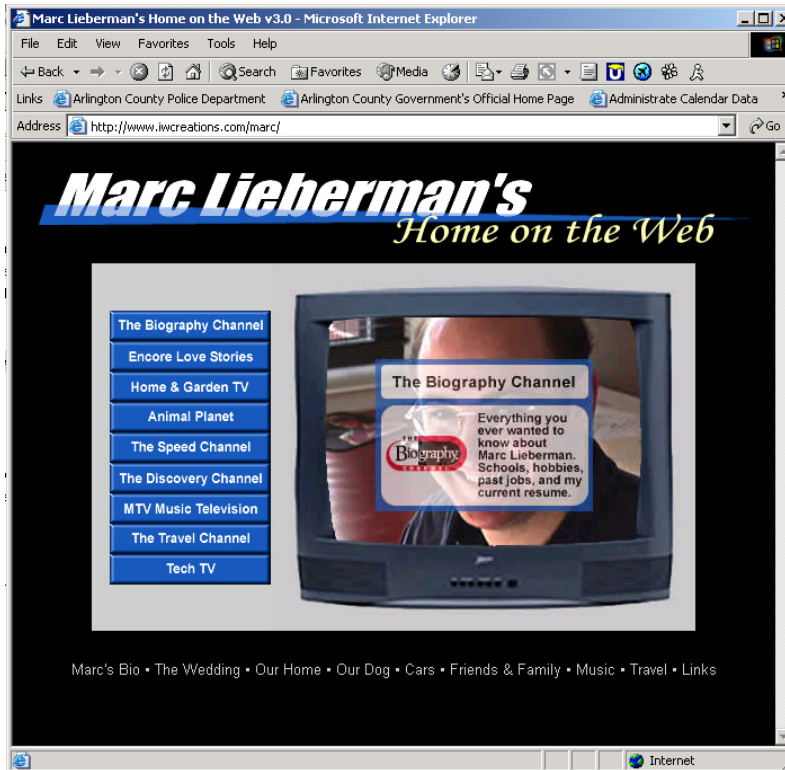 Marc Lieberman's Home on the Web v3.0 - Microsoft Internet Explorer
File Edit View Favorites Tools Help
Back Search Favorites Media
Links Arlington County Police Department Arlington County Government's Official Home Page Administrate Calendar Data
Address http://www.iwcreations.com/marc/ Go
Marc Lieberman's
Home on the Web
The Biography Channel
Encore Love Stories
Home & Garden TV
Animal Planet
The Speed Channel
The Discovery Channel
MTV Music Television
The Travel Channel
Tech TV
The Biography Channel
THE
Biography
CHANNEL
Everything you
ever wanted to
know about
Marc Lieberman.
Schools, hobbies,
past jobs, and my
current resume.
Marc's Bio ▪ The Wedding ▪ Our Home ▪ Our Dog ▪ Cars ▪ Friends & Family ▪ Music ▪ Travel ▪ Links
Internet